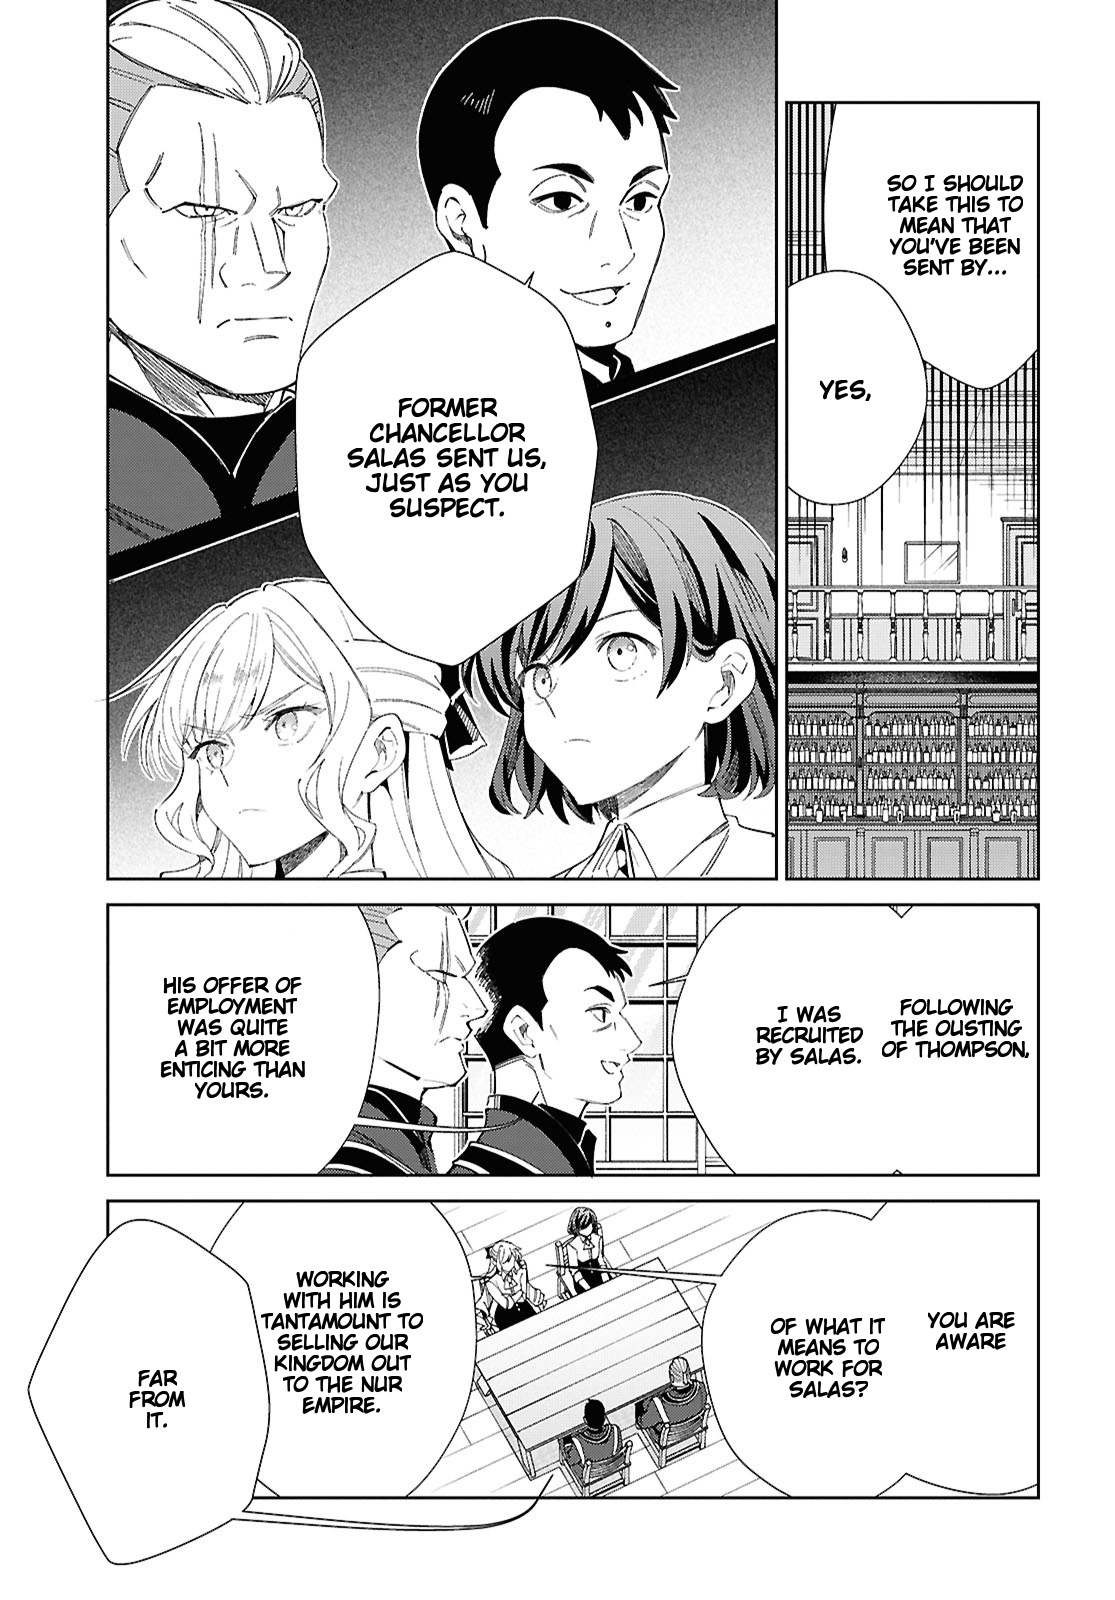 SO I SHOULD
TAKE THIS TO
MEAN THAT
YOU'VE BEEN
SENT BY...
YES,
FORMER
CHANCELLOR
SALAS SENT US,
JUST AS YOU
SUSPECT.
FOLLOWING
THE OUSTING
OF THOMPSON,
I WAS
RECRUITED
BY SALAS.
HIS OFFER OF
EMPLOYMENT
WAS QUITE
A BIT MORE
ENTICING THAN
YOURS.
YOU ARE
AWARE
OF WHAT IT
MEANS TO
WORK FOR
SALAS?
WORKING
WITH HIM IS
TANTAMOUNT TO
SELLING OUR
KINGDOM OUT
TO THE NUR
EMPIRE.
FAR
FROM
IT.